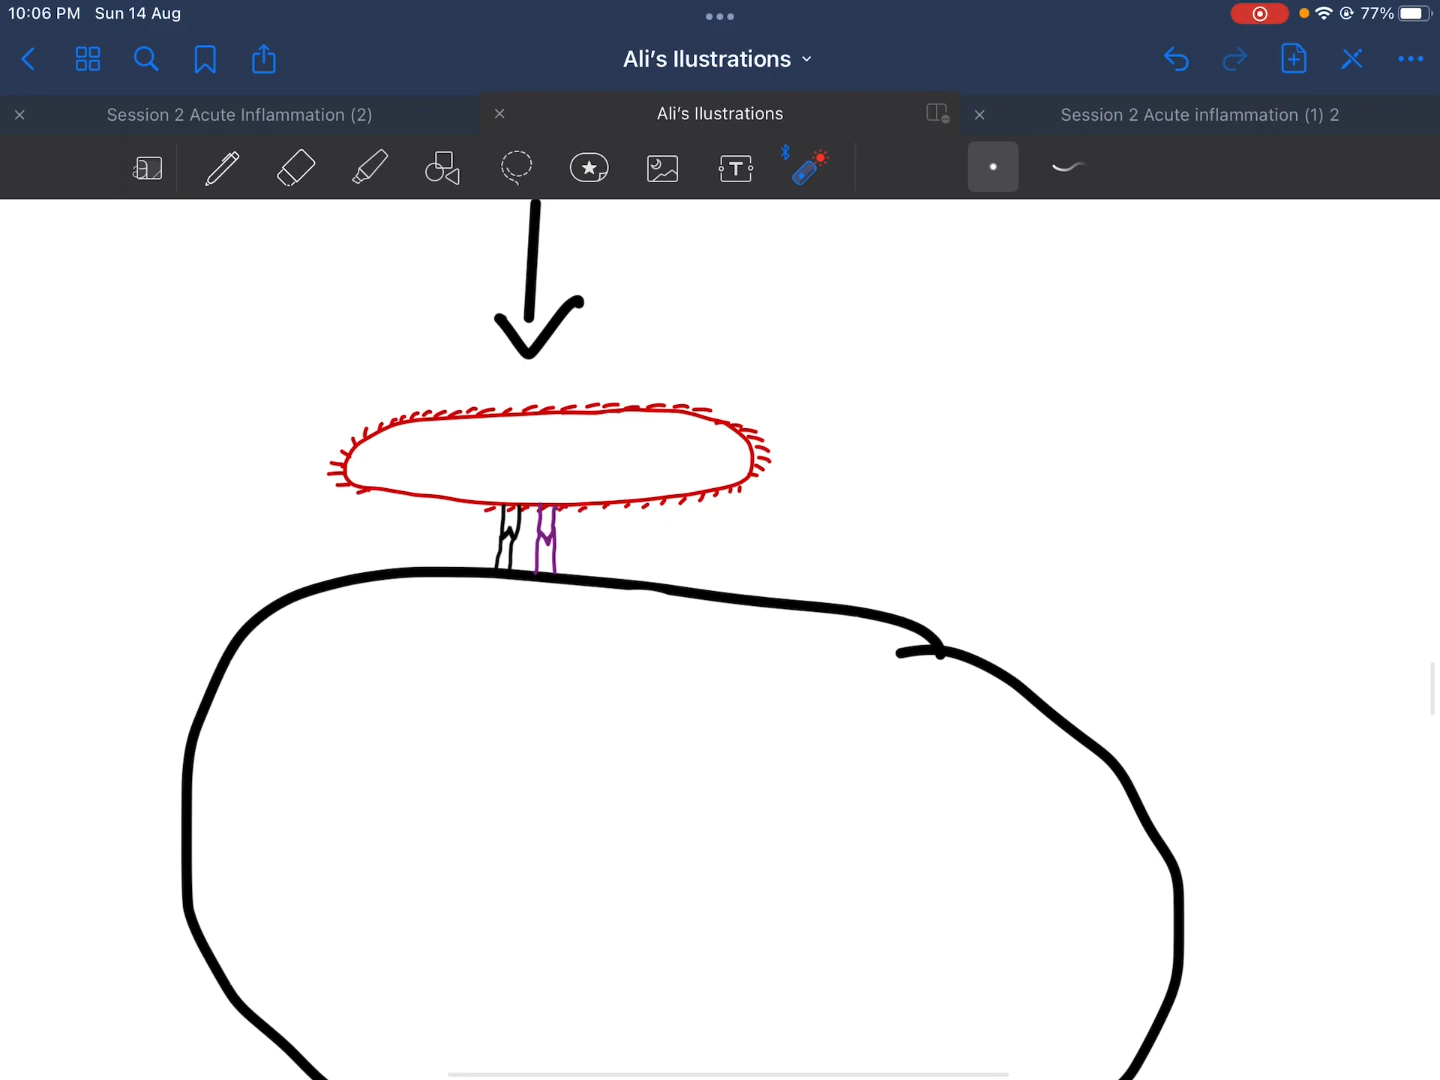 10:06 PM Sun 14 Aug
77%
Ali's Ilustrations
Session 2 Acute Inflammation (2)
Ali's Ilustrations
Session 2 Acute inflammation (1) 2
a
T